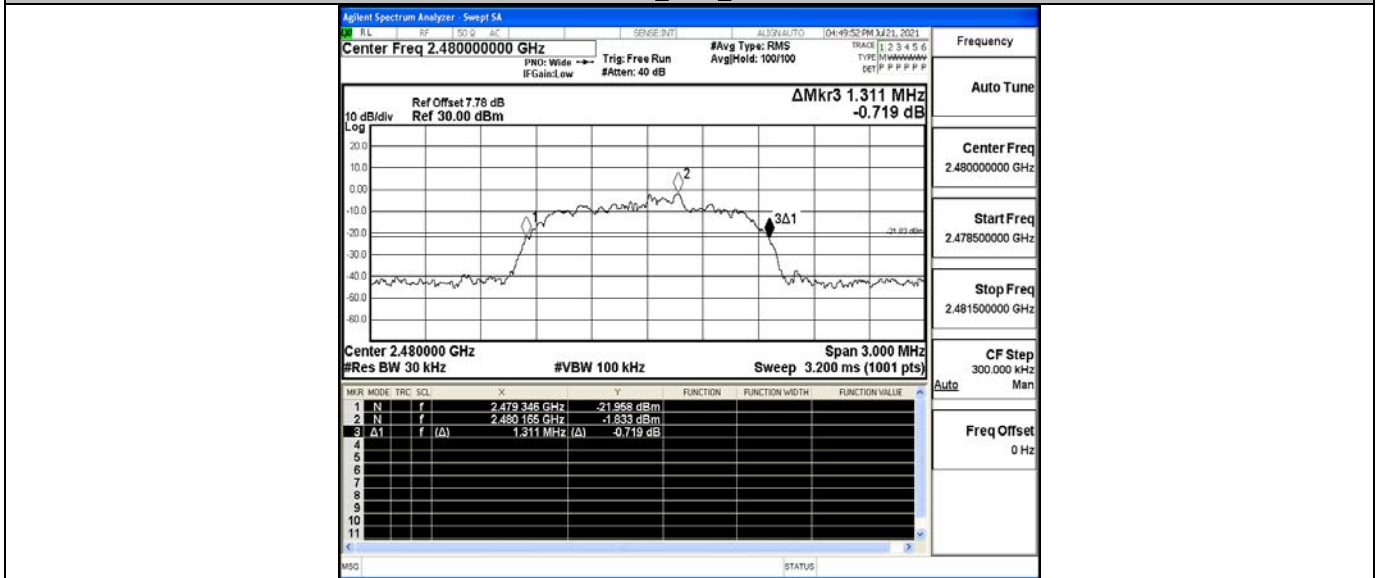 Agilent Spectrum Analyzer - Swept SA
RL RF 50 Ω AC SENSE:INT ALIGNAUTO 04:49:52 PM Jul 21, 2021
Center Freq 2.480000000 GHz
PNO: Wide
IFGain:Low
Trig: Free Run
#Atten: 40 dB
#Avg Type: RMS
Avg|Hold: 100/100
TRACE 1 2 3 4 5 6
TYPE M W W W W W
DET P P P P P P
ΔMkr3 1.311 MHz
-0.719 dB
Ref Offset 7.78 dB
10 dB/div Ref 30.00 dBm
Log
20.0
10.0
0.00
-10.0
-20.0
-30.0
-40.0
-50.0
-60.0
1
2
3Δ1
-21.83 dBm
Center 2.480000 GHz Span 3.000 MHz
#Res BW 30 kHz #VBW 100 kHz Sweep 3.200 ms (1001 pts)
MKR MODE TRC SCL X Y FUNCTION FUNCTION WIDTH FUNCTION VALUE
1 N f 2.479 346 GHz -21.958 dBm
2 N f 2.480 165 GHz -1.833 dBm
3 Δ1 f (Δ) 1.311 MHz (Δ) -0.719 dB
4
5
6
7
8
9
10
11
MSG STATUS
Frequency
Auto Tune
Center Freq
2.480000000 GHz
Start Freq
2.478500000 GHz
Stop Freq
2.481500000 GHz
CF Step
300.000 kHz
Auto Man
Freq Offset
0 Hz